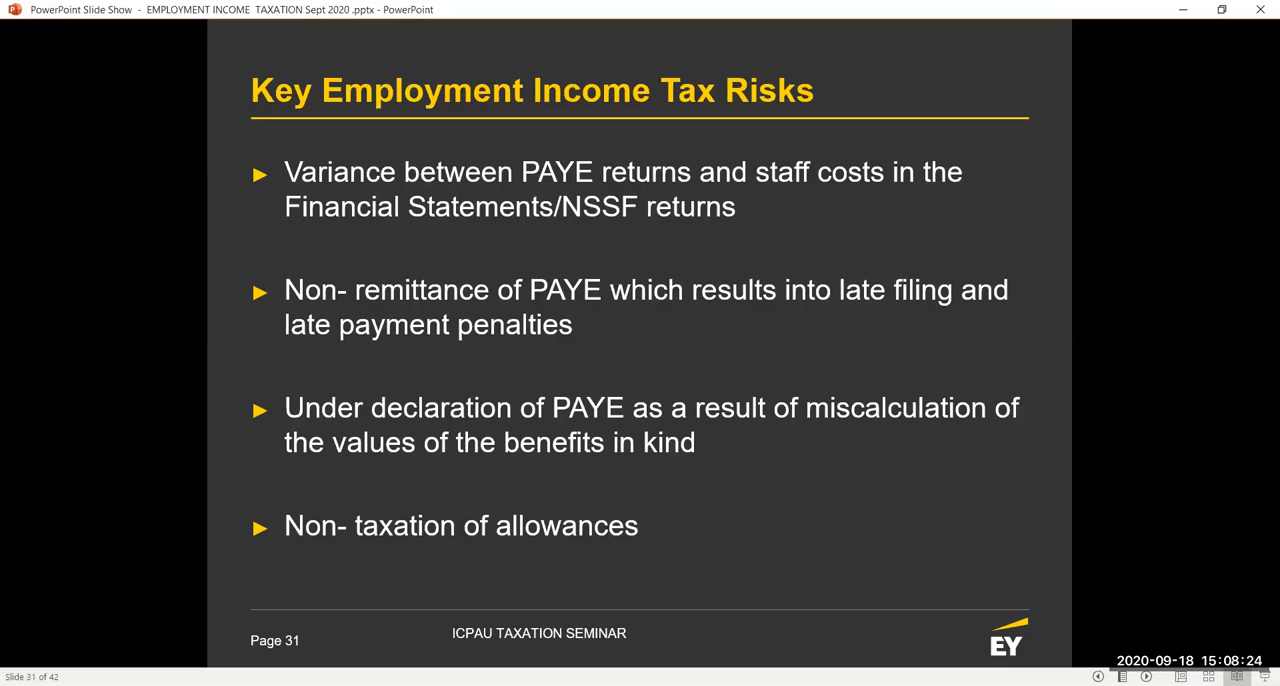 PowerPoint Slide Show - EMPLOYMENT INCOME TAXATION Sept 2020 .pptx - PowerPoint
Key Employment Income Tax Risks
► Variance between PAYE returns and staff costs in the
Financial Statements/NSSF returns
► Non- remittance of PAYE which results into late filing and
late payment penalties
► Under declaration of PAYE as a result of miscalculation of
the values of the benefits in kind
► Non- taxation of allowances
Page 31
ICPAU TAXATION SEMINAR
EY
2020-09-18 15:08:24
Slide 31 of 42